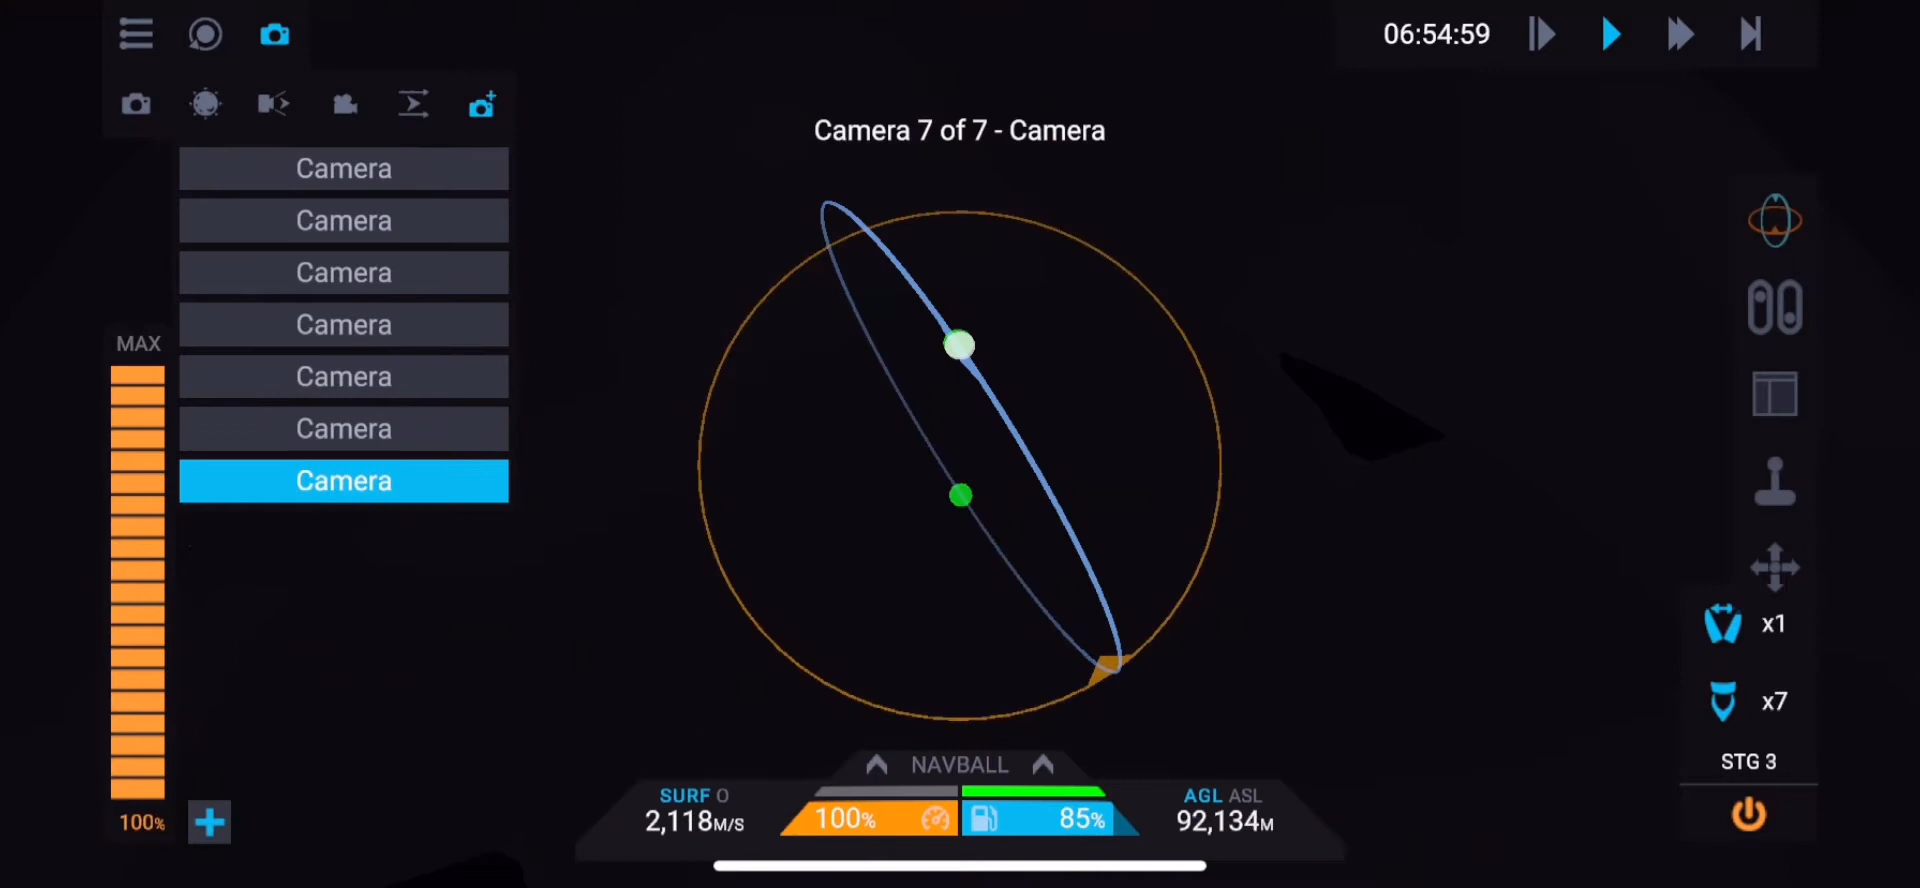 06:54:59
Camera 7 of 7 - Camera
Camera
Camera
Camera
Camera
Camera
Camera
Camera
MAX
100%
x1
x7
STG 3
NAVBALL
SURF O
2,118M/S
100%
85%
AGL ASL
92,134M